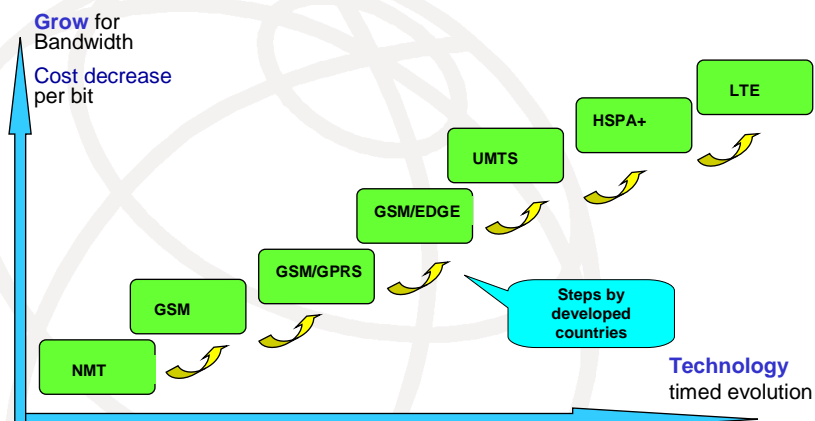 Grow for
Bandwidth
Cost decrease
per bit
LTE
HSPA+
UMTS
GSM/EDGE
GSM/GPRS
GSM
NMT
Steps by
developed
countries
Technology
timed evolution